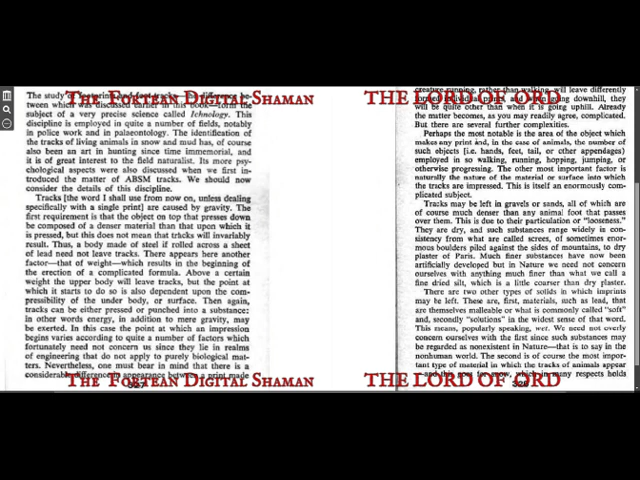 The Fortean Digital Shaman
tween which was discussed earlier in this book—form the
subject of a very precise science called Ichnology. This
discipline is employed in quite a number of fields, notably
in police work and in palaeontology. The identification of
the tracks of living animals in snow and mud has, of course
also been an art in hunting since time immemorial, and
it is of great interest to the field naturalist. Its more psy-
chological aspects were also discussed when we first in-
troduced the matter of ABSM tracks. We should now
consider the details of this discipline.
Tracks [the word I shall use from now on, unless dealing
specifically with a single print] are caused by gravity. The
first requirement is that the object on top that presses down
be composed of a denser material than that upon which it
is pressed, but this does not mean that tracks will invariably
result. Thus, a body made of steel if rolled across a sheet
of lead need not leave tracks. There appears here another
factor—that of weight—which results in the beginning of
the erection of a complicated formula. Above a certain
weight the upper body will leave tracks, but the point at
which it starts to do so is also dependent upon the com-
pressibility of the under body, or surface. Then again,
tracks can be either pressed or punched into a substance:
in other words energy, in addition to mere gravity, may
be exerted. In this case the point at which an impression
begins varies according to quite a number of factors which
fortunately need not concern us since they lie in realms
of engineering that do not apply to purely biological mat-
ters. Nevertheless, one must bear in mind that there is a
considerable difference in appearance between a print made
The Fortean Digital Shaman
327
creature running, rather than walking, will leave differently
THE LORD OF ORD
formed individual prints, and when going downhill, they
will be quite other than when it is going uphill. Already
the matter becomes, as you may readily agree, complicated.
But there are several further complexities.
Perhaps the most notable is the area of the object which
makes any print and, in the case of animals, the number of
such objects (i.e. hands, feet, tail, or other appendages)
employed in so walking, running, hopping, jumping, or
otherwise progressing. The other most important factor is
naturally the nature of the material or surface into which
the tracks are impressed. This is itself an enormously com-
plicated subject.
Tracks may be left in gravels or sands, all of which are
of course much denser than any animal foot that passes
over them. This is due to their particulation or "looseness."
They are dry, and such substances range widely in con-
sistency from what are called screes, of sometimes enor-
mous boulders piled against the sides of mountains, to dry
plaster of Paris. Much finer substances have now been
artificially developed but in Nature we need not concern
ourselves with anything much finer than what we call a
fine dried silt, which is a little coarser than dry plaster.
There are two other types of solids in which imprints
may be left. These are, first, materials, such as lead, that
are themselves malleable or what is commonly called "soft"
and, secondly "solutions" in the widest sense of that word.
This means, popularly speaking, wet. We need not overly
concern ourselves with the first since such substances may
be regarded as nonexistent in Nature—that is to say in the
nonhuman world. The second is of course the most impor-
tant type of material in which the tracks of animals appear
—and this goes for snow, which in many respects holds
THE LORD OF ORD
328